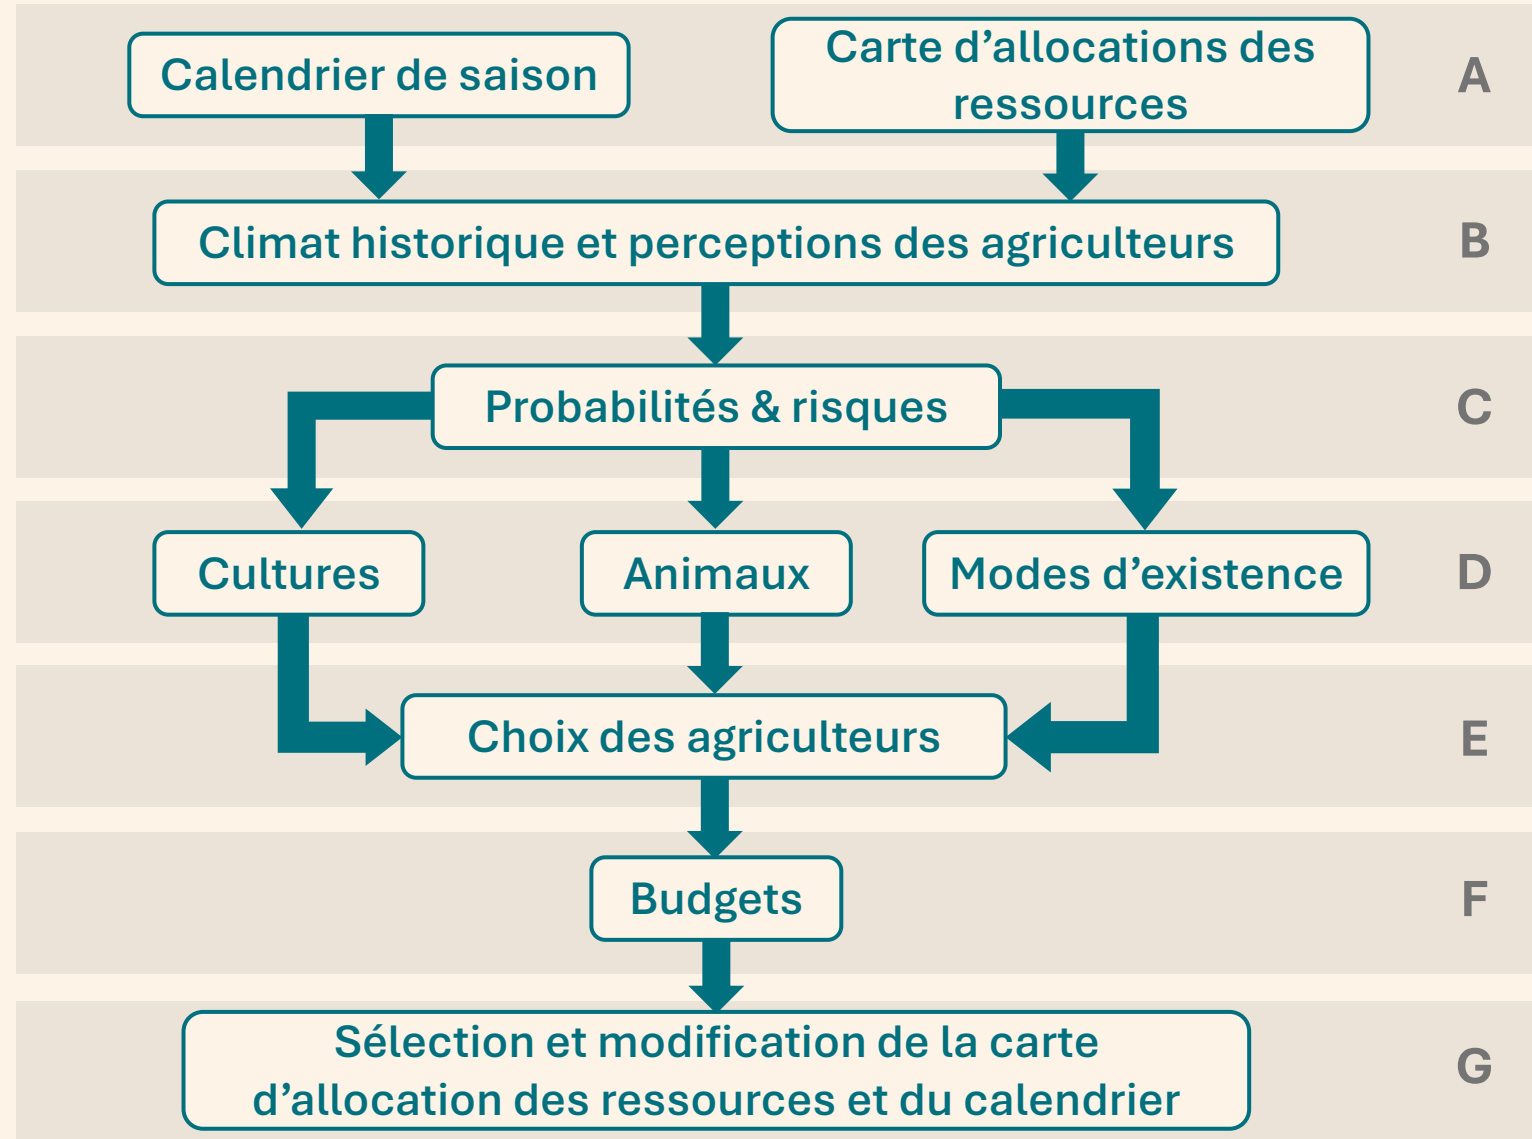 Calendrier de saison
Carte d’allocations des
ressources
A
Climat historique et perceptions des agriculteurs
B
Probabilités & risques
C
Cultures
Animaux
Modes d’existence
D
Choix des agriculteurs
E
Budgets
F
Sélection et modification de la carte
d’allocation des ressources et du calendrier
G